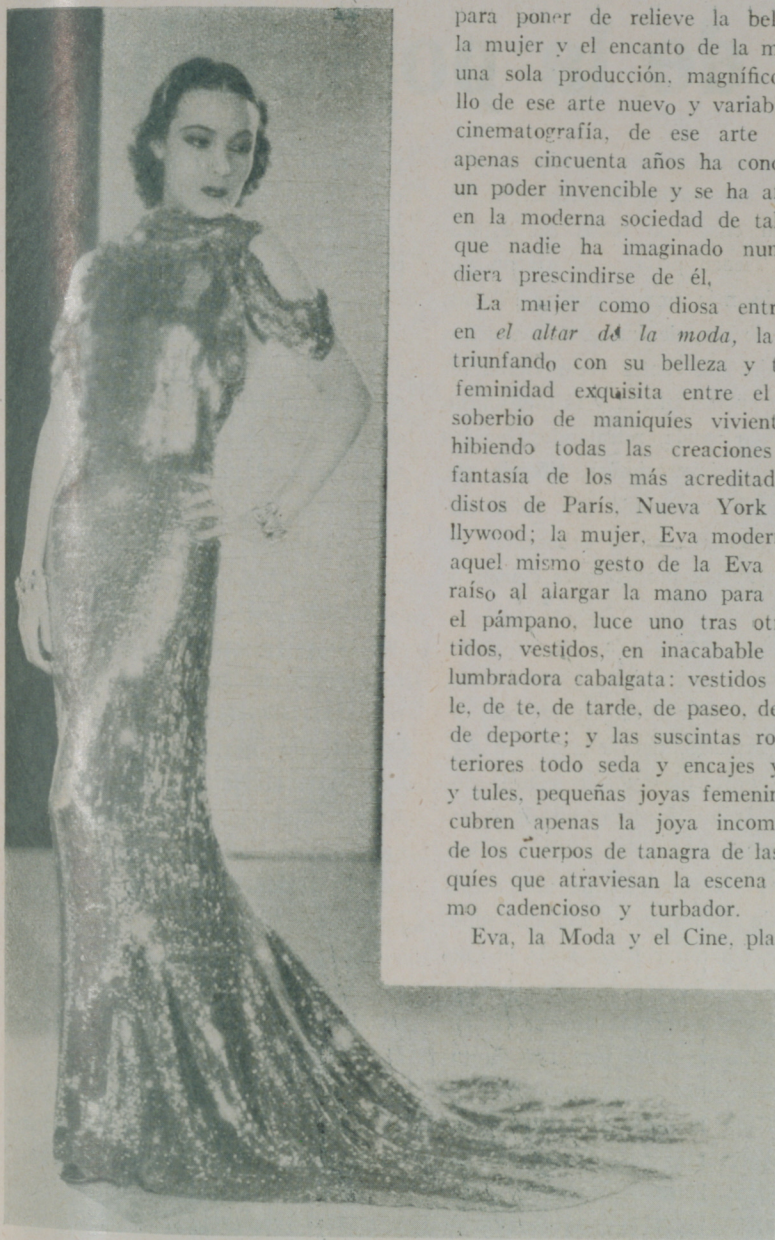 para poner de relieve la bel
la mujer y el encanto de la m
una sola producción, magnífico
llo de ese arte nuevo y variab
cinematografía, de ese arte
apenas cincuenta años ha con
un poder invencible y se ha a
en la moderna sociedad de ta
que nadie ha imaginado nun
diera prescindirse de él,
La mujer como diosa entr
en el altar de la moda, la
triunfando con su belleza y
feminidad exquisita entre el
soberbio de maniquíes vivient
hibiendo todas las creaciones
fantasía de los más acreditad
distos de París, Nueva York
llywood; la mujer, Eva moder
aquel mismo gesto de la Eva
raíso al alargar la mano para
el pámpano, luce uno tras ot
tidos, vestidos, en inacabable
lumbradora cabalgata: vestidos
le, de te, de tarde, de paseo, de
de deporte; y las suscintas ro
teriores todo seda y encajes y
y tules, pequeñas joyas femenin
cubren apenas la joya incom
de los cuerpos de tanagra de las
quíes que atraviesan la escena
mo cadencioso y turbador.
Eva, la Moda y el Cine, pla